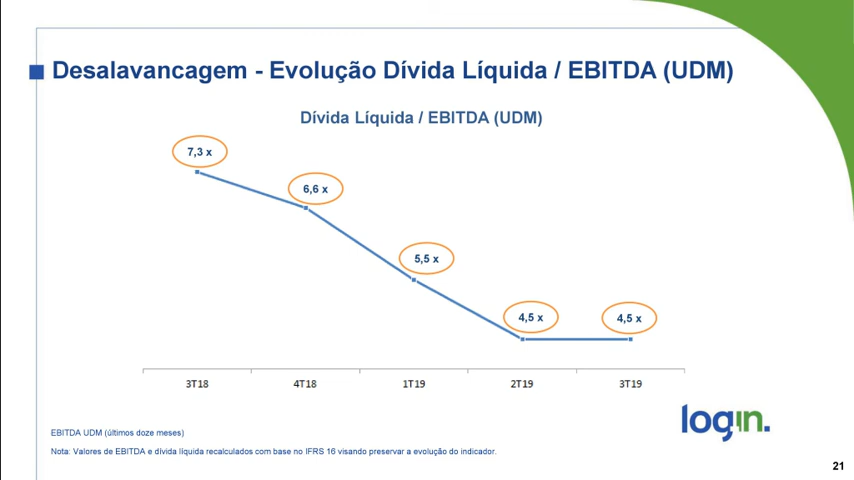 Desalavancagem - Evolução Dívida Líquida / EBITDA (UDM)
Dívida Líquida / EBITDA (UDM)
7,3 x
6,6 x
5,5 x
4,5 x
4,5 x
3T18 4T18 1T19 2T19 3T19
login.
EBITDA UDM (últimos doze meses)
Nota: Valores de EBITDA e dívida líquida recalculados com base no IFRS 16 visando preservar a evolução do indicador.
21